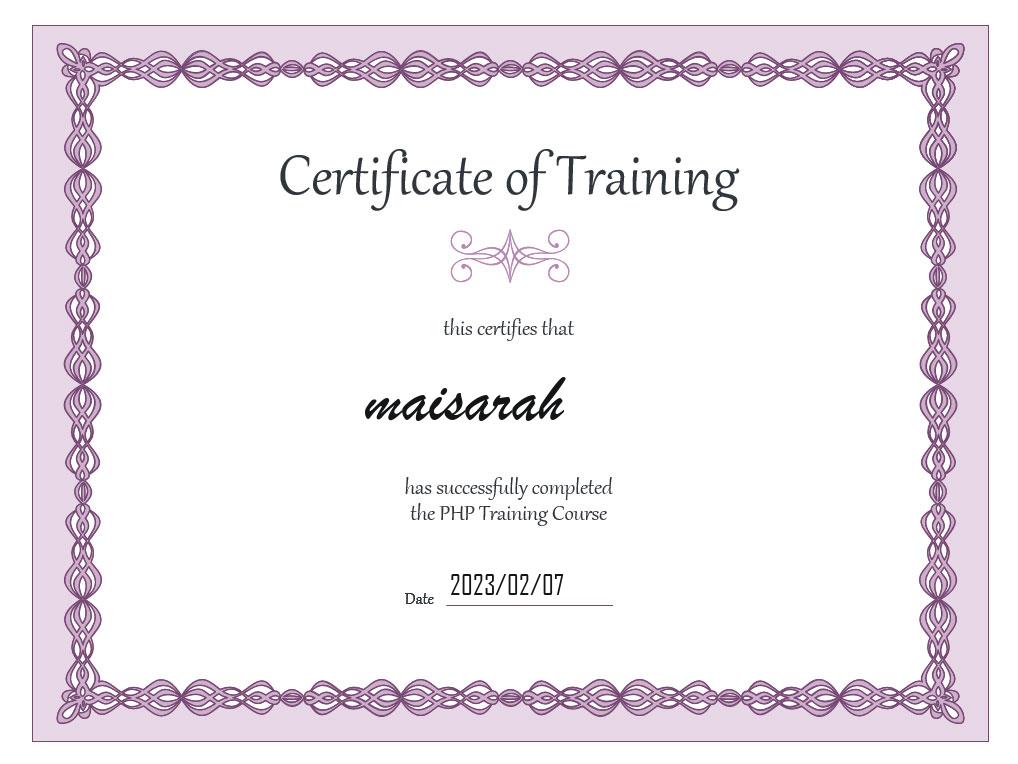 Certificate of Training
this certifies that
maisarah
has successfully completed
the PHP Training Course
Date 2023/02/07